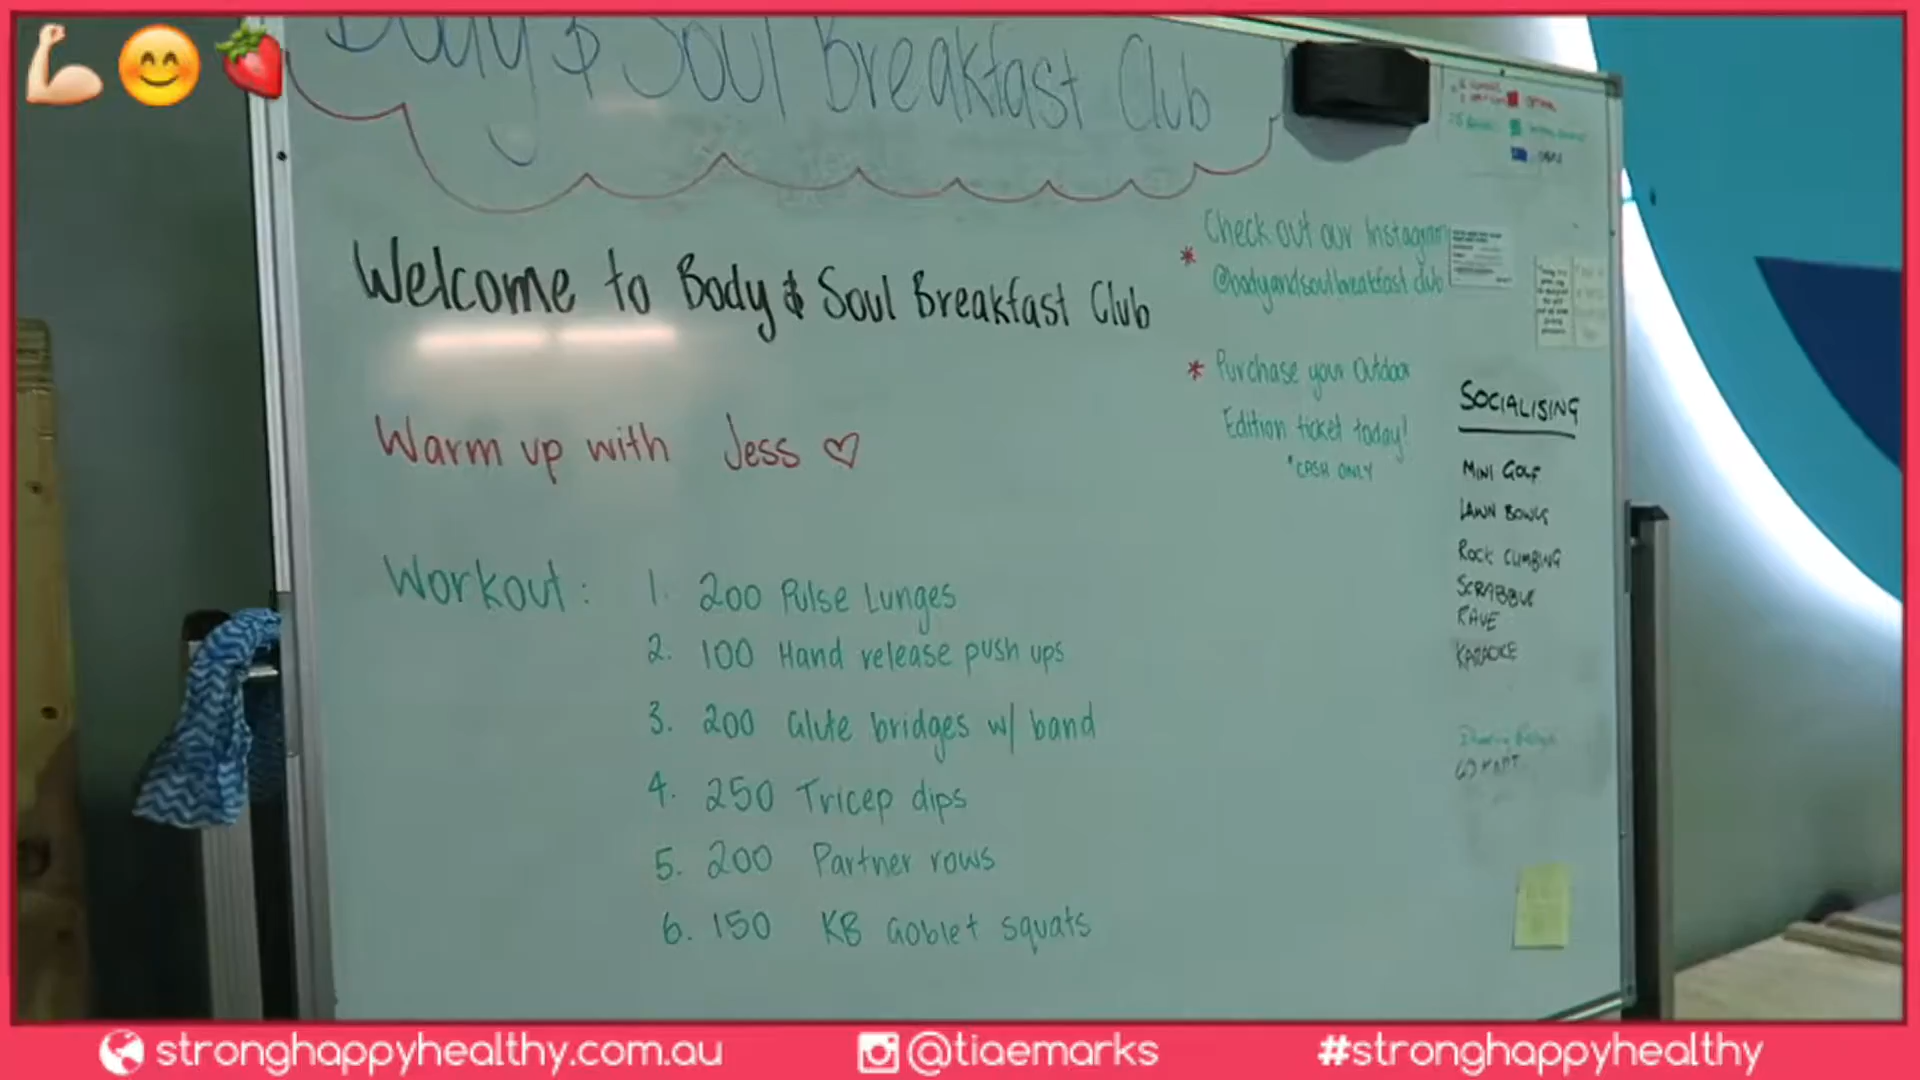 Body & Soul Breakfast Club
Welcome to Body & Soul Breakfast Club
Warm up with Jess
Workout: 1. 200 Pulse Lunges
2. 100 Hand release push ups
3. 200 Glute bridges w/ band
4. 250 Tricep dips
5. 200 Partner rows
6. 150 KB Goblet squats
* Check out our Instagram
@bodyandsoulbreakfastclub
* Purchase your Outdoor
Edition ticket today!
*CASH ONLY
SOCIALISING
MINI GOLF
LAWN BOWLS
ROCK CLIMBING
SCRABBLE
RAVE
KARAOKE
GO KART
stronghappyhealthy.com.au
@tiaemarks
#stronghappyhealthy